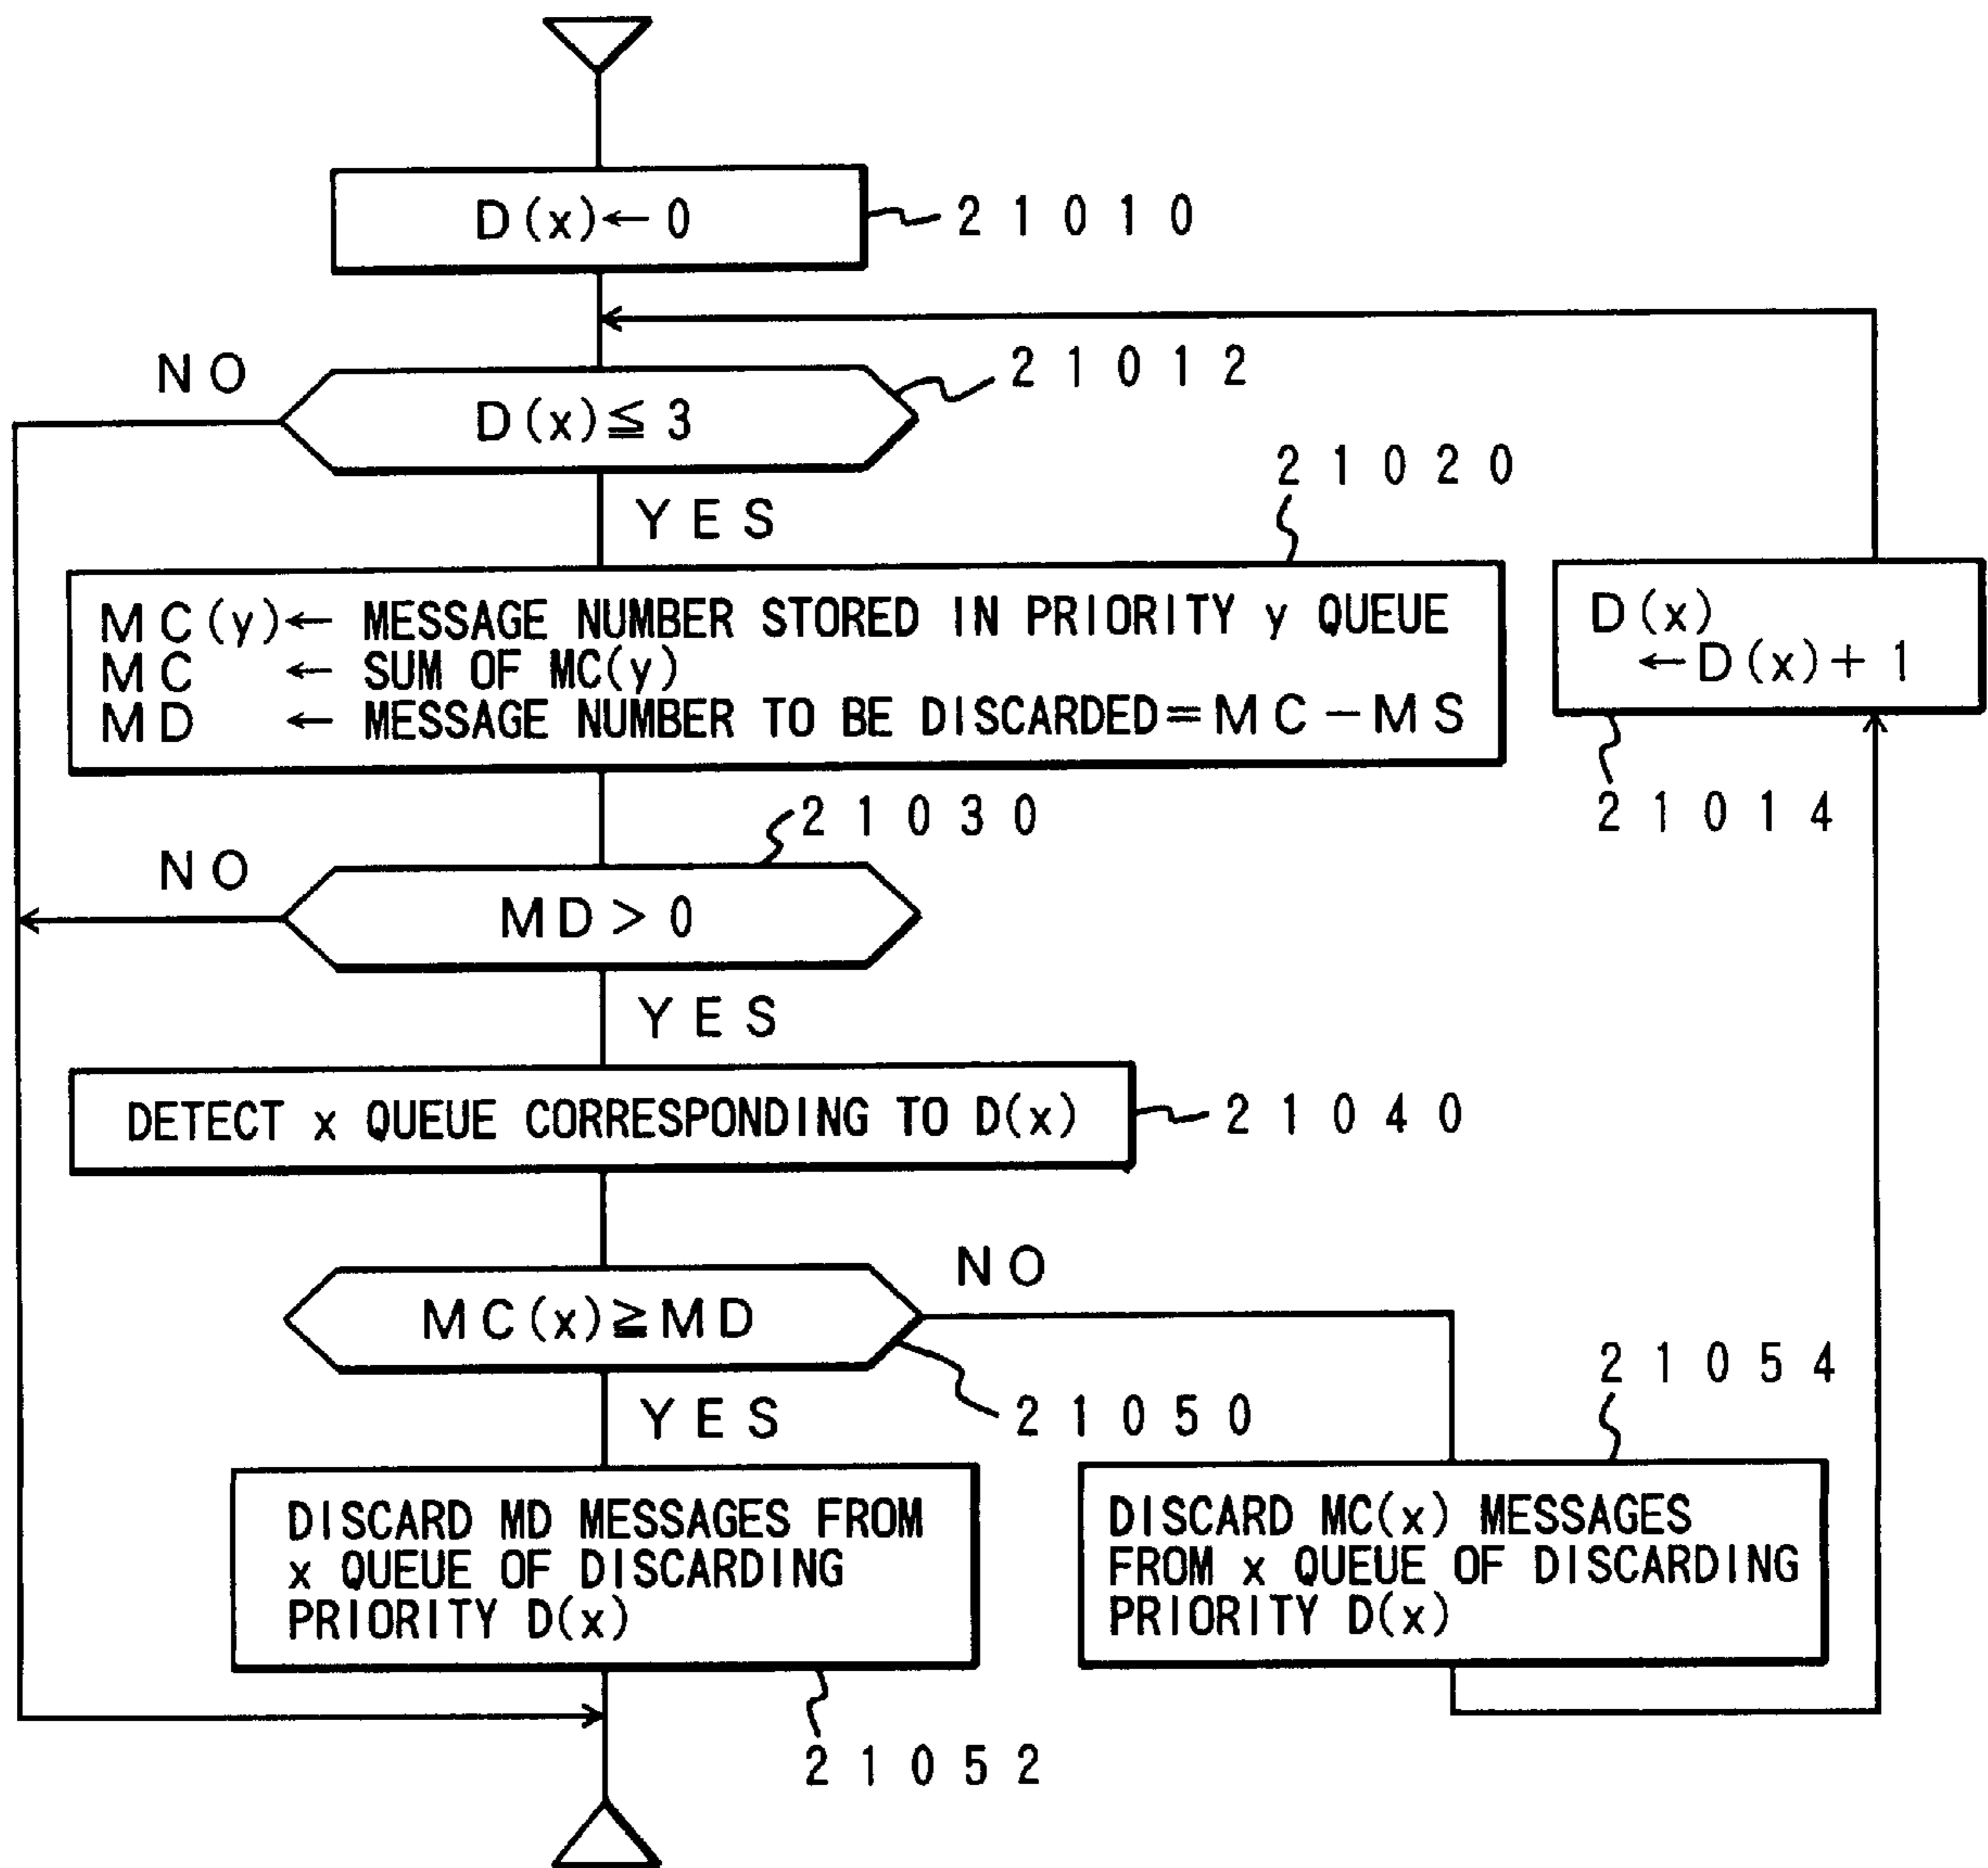 D(x)←0
21010
NO
21012
D(x)≦3
21020
YES
MC(y)← MESSAGE NUMBER STORED IN PRIORITY y QUEUE
MC ← SUM OF MC(y)
MD ← MESSAGE NUMBER TO BE DISCARDED=MC-MS
D(x)
←D(x)+1
21014
21030
NO
MD>0
YES
DETECT x QUEUE CORRESPONDING TO D(x)
21040
NO
MC(x)≧MD
21054
YES
21050
DISCARD MD MESSAGES FROM
x QUEUE OF DISCARDING
PRIORITY D(x)
DISCARD MC(x) MESSAGES
FROM x QUEUE OF DISCARDING
PRIORITY D(x)
21052